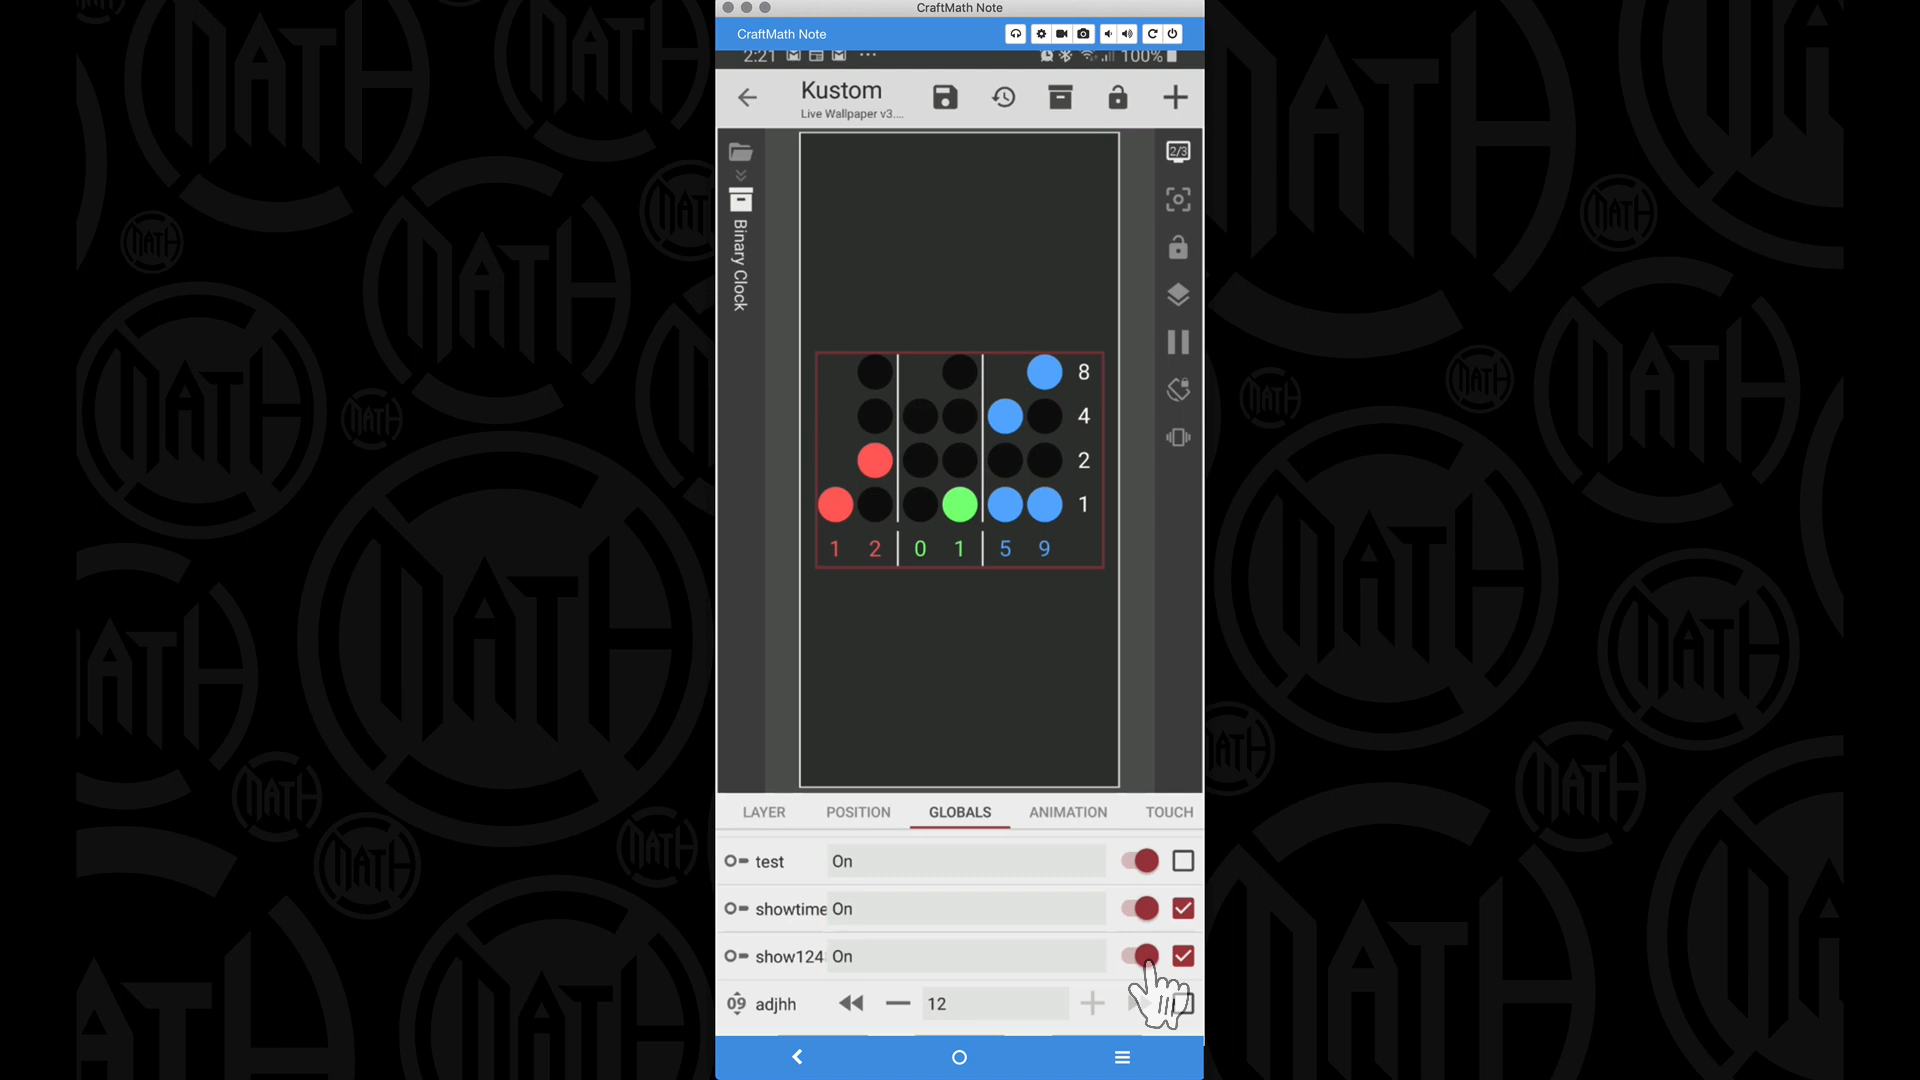 CraftMath Note
CraftMath Note
2:21
100%
Kustom
Live Wallpaper v3....
2/3
Binary Clock
8
4
2
1
1 2 0 1 5 9
LAYER POSITION GLOBALS ANIMATION TOUCH
test On
showtime On
show124 On
09 adjhh 12
MATH